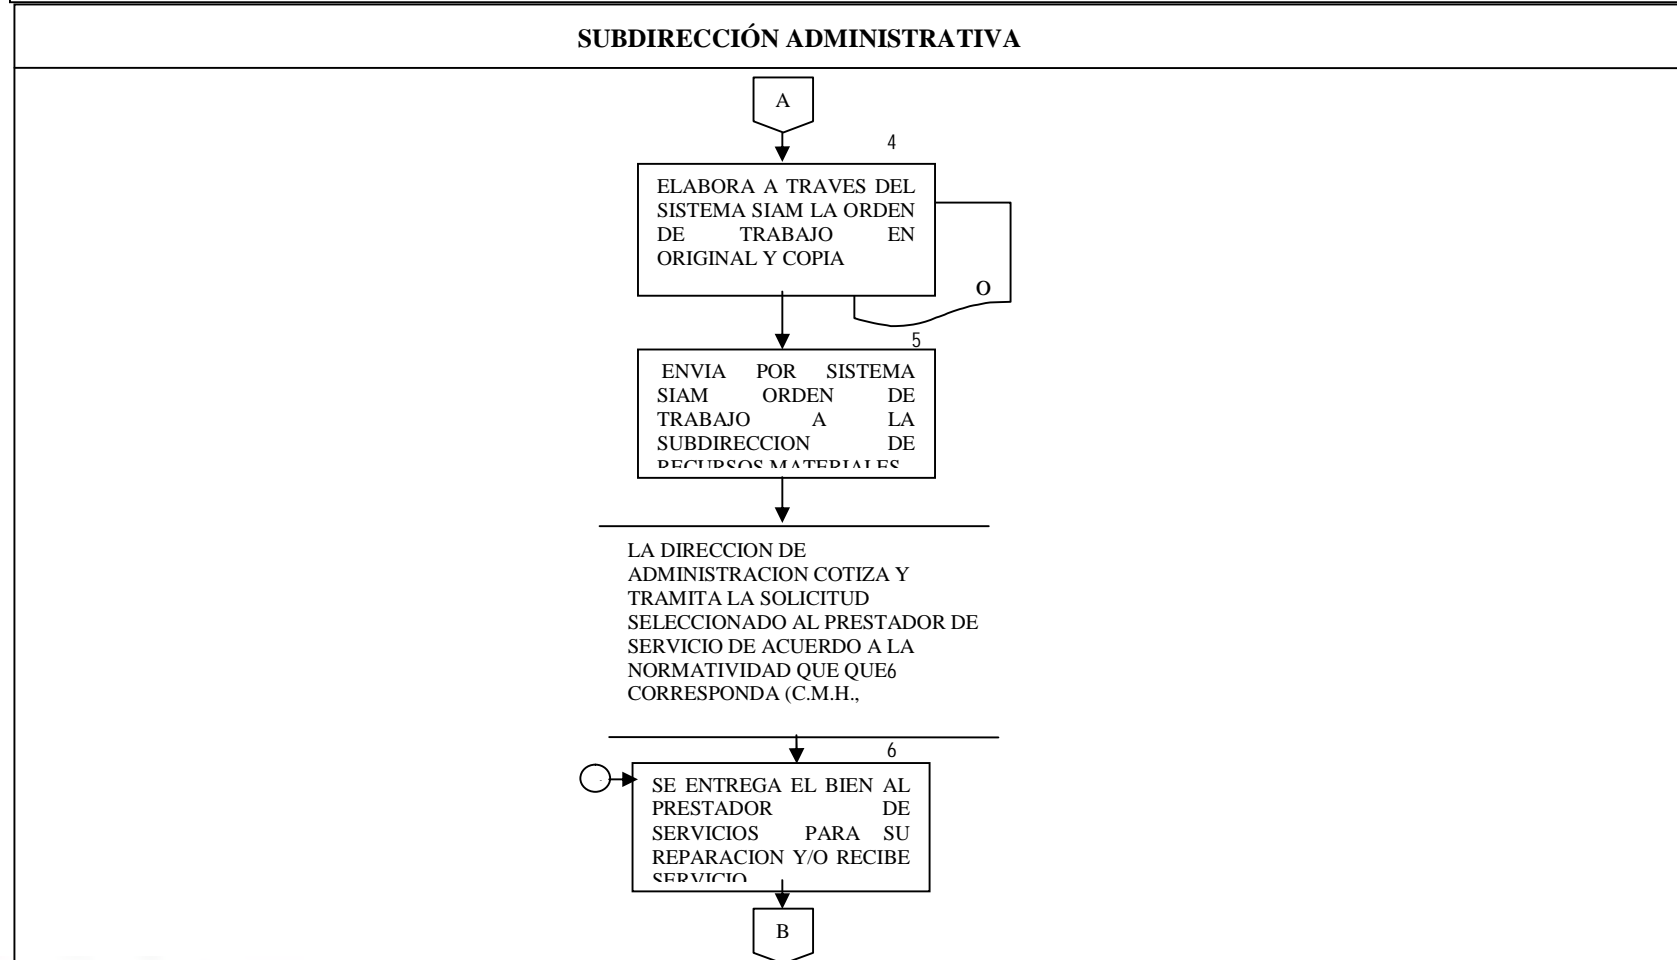 SUBDIRECCIÓN ADMINISTRATIVA
A
4
ELABORA A TRAVES DEL
SISTEMA SIAM LA ORDEN
DE TRABAJO EN
ORIGINAL Y COPIA
O
5
ENVIA POR SISTEMA
SIAM ORDEN DE
TRABAJO A LA
SUBDIRECCION DE
RECURSOS MATERIALES
LA DIRECCION DE
ADMINISTRACION COTIZA Y
TRAMITA LA SOLICITUD
SELECCIONADO AL PRESTADOR DE
SERVICIO DE ACUERDO A LA
NORMATIVIDAD QUE QUE6
CORRESPONDA (C.M.H.,
6
SE ENTREGA EL BIEN AL
PRESTADOR DE
SERVICIOS PARA SU
REPARACION Y/O RECIBE
SERVICIO
B